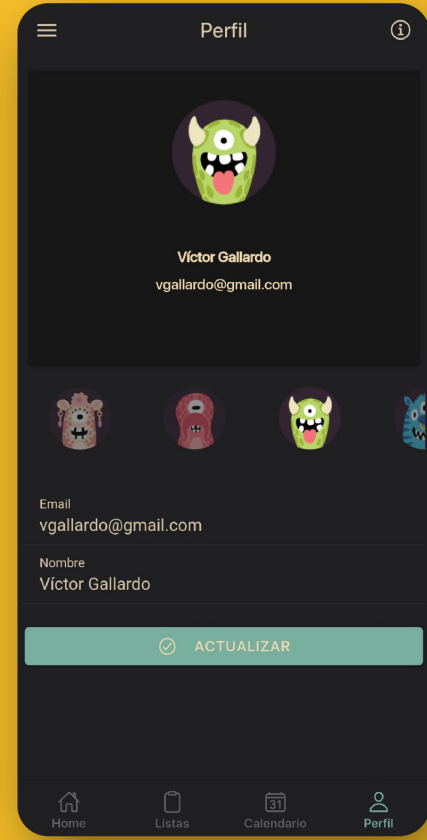 Perfil
Víctor Gallardo
vgallardo@gmail.com
Email
vgallardo@gmail.com
Nombre
Víctor Gallardo
ACTUALIZAR
31
Home Listas Calendario Perfil